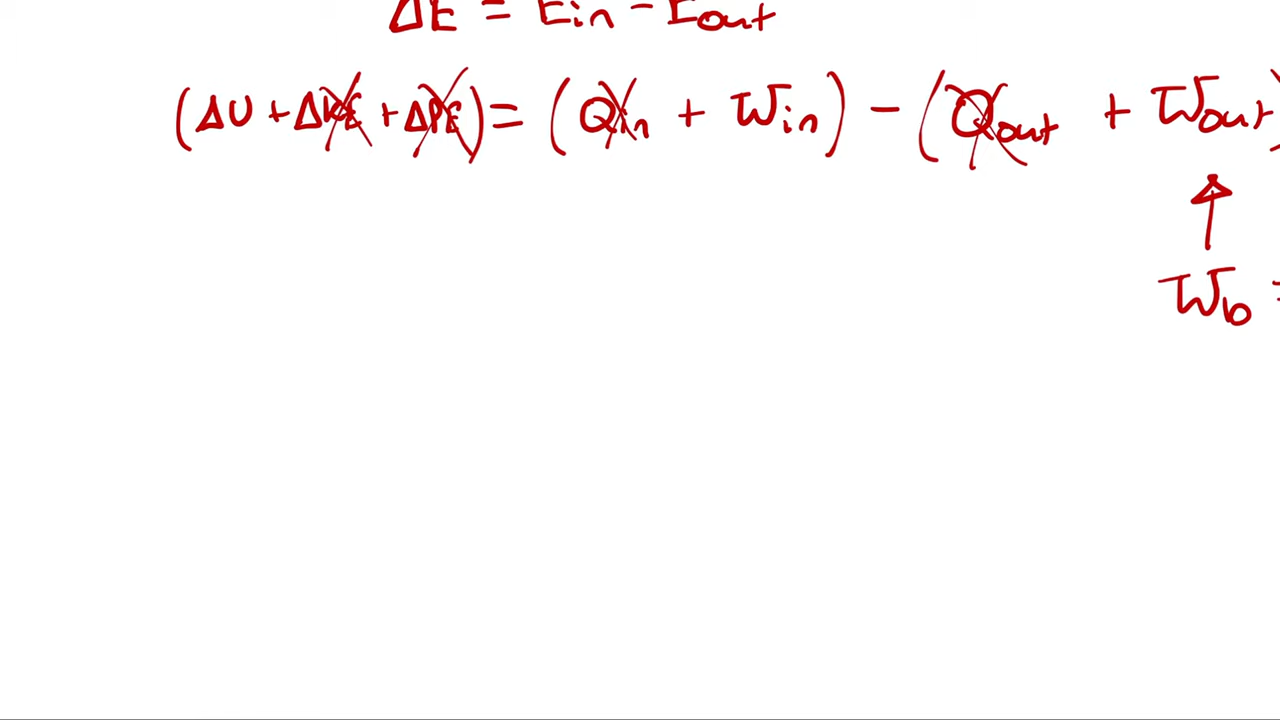 ΔE = Ein - Eout
(ΔU + ΔKE + ΔPE) = (Qin + Win) - (Qout + Wout)
Wb =